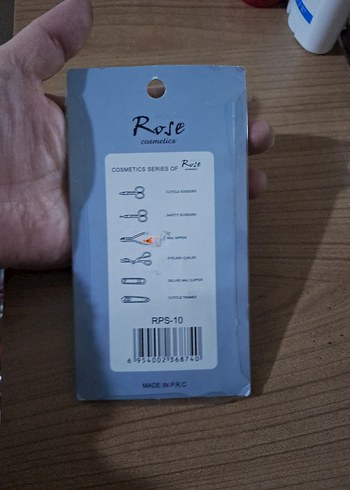 Rose
cosmetics
COSMETICS SERIES OF Rose
CUTICLE SCISSORS
SAFETY SCISSORS
NAIL NIPPER
EYELASH CURLER
DELUXE NAIL CLIPPER
CUTICLE TRIMMER
RPS-10
6 954002 368740
MADE IN P.R.C